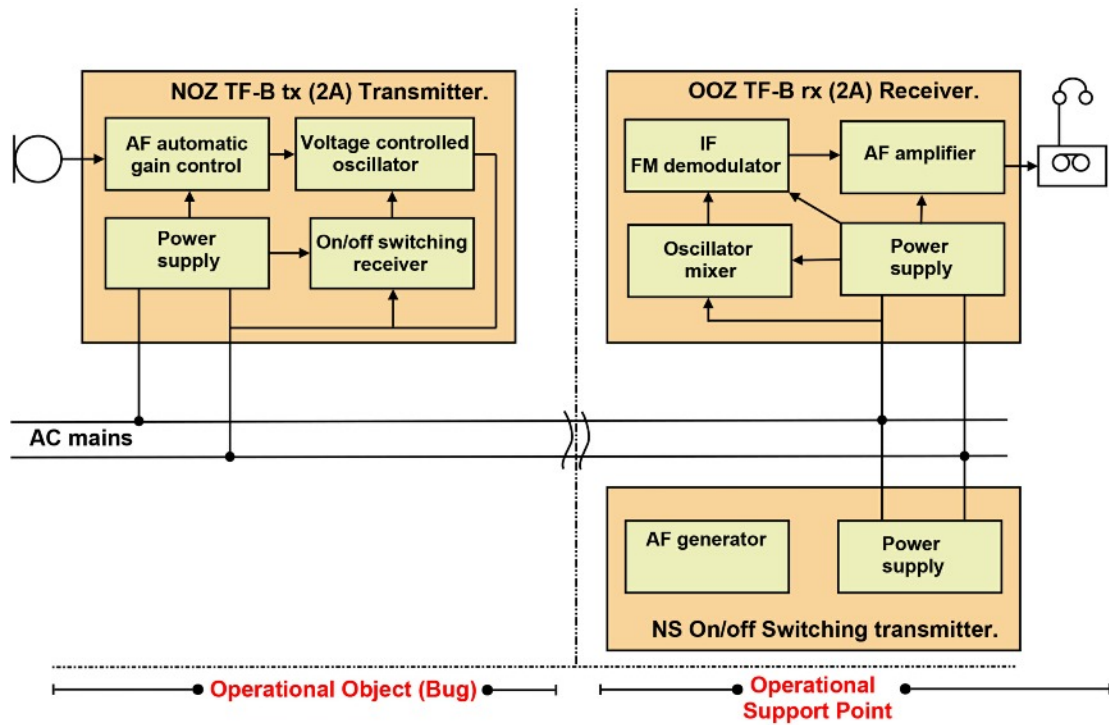 NOZ TF-B tx (2A) Transmitter.
AF automatic
gain control
Voltage controlled
oscillator
Power
supply
On/off switching
receiver
OOZ TF-B rx (2A) Receiver.
IF
FM demodulator
AF amplifier
Oscillator
mixer
Power
supply
AC mains
AF generator
Power
supply
NS On/off Switching transmitter.
Operational Object (Bug)
Operational
Support Point